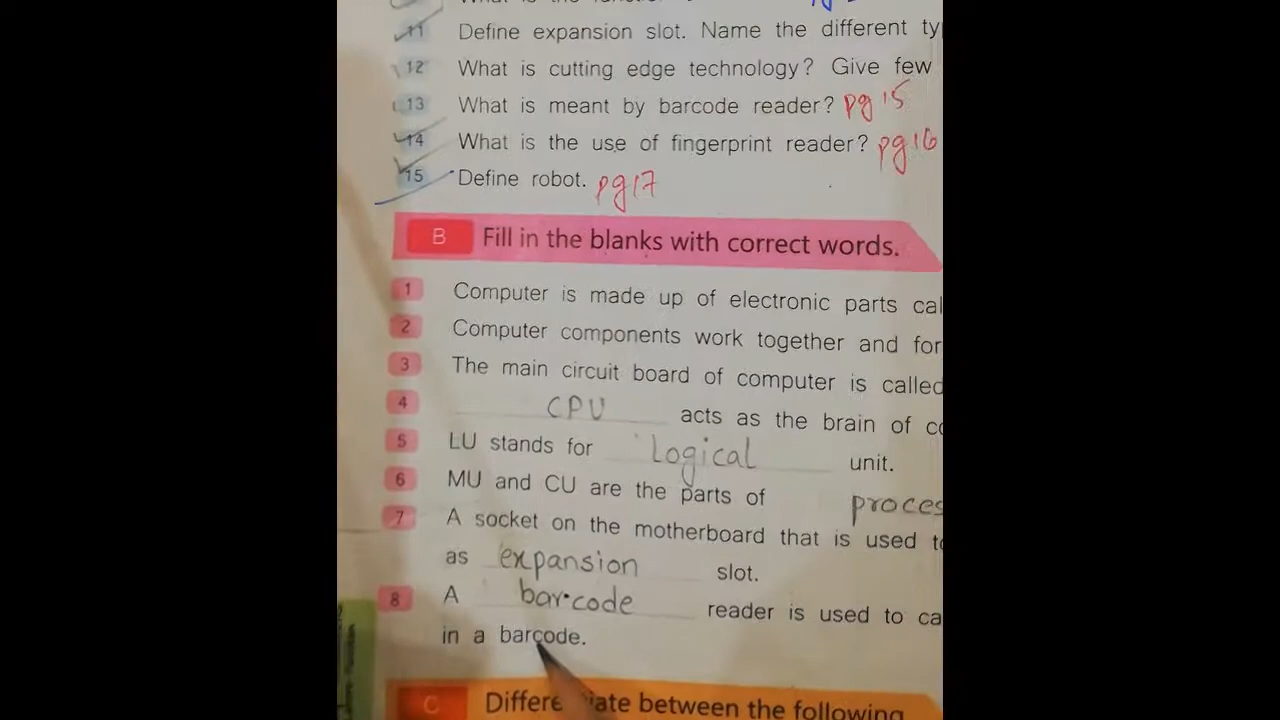 11 Define expansion slot. Name the different ty
12 What is cutting edge technology? Give few
13 What is meant by barcode reader? pg 15
14 What is the use of fingerprint reader? pg 16
15 Define robot. pg 17
B Fill in the blanks with correct words.
1 Computer is made up of electronic parts cal
2 Computer components work together and for
3 The main circuit board of computer is called
4 CPU acts as the brain of co
5 LU stands for Logical unit.
6 MU and CU are the parts of proces
7 A socket on the motherboard that is used to
as expansion slot.
8 A bar.code reader is used to ca
in a barcode.
C Differe iate between the following